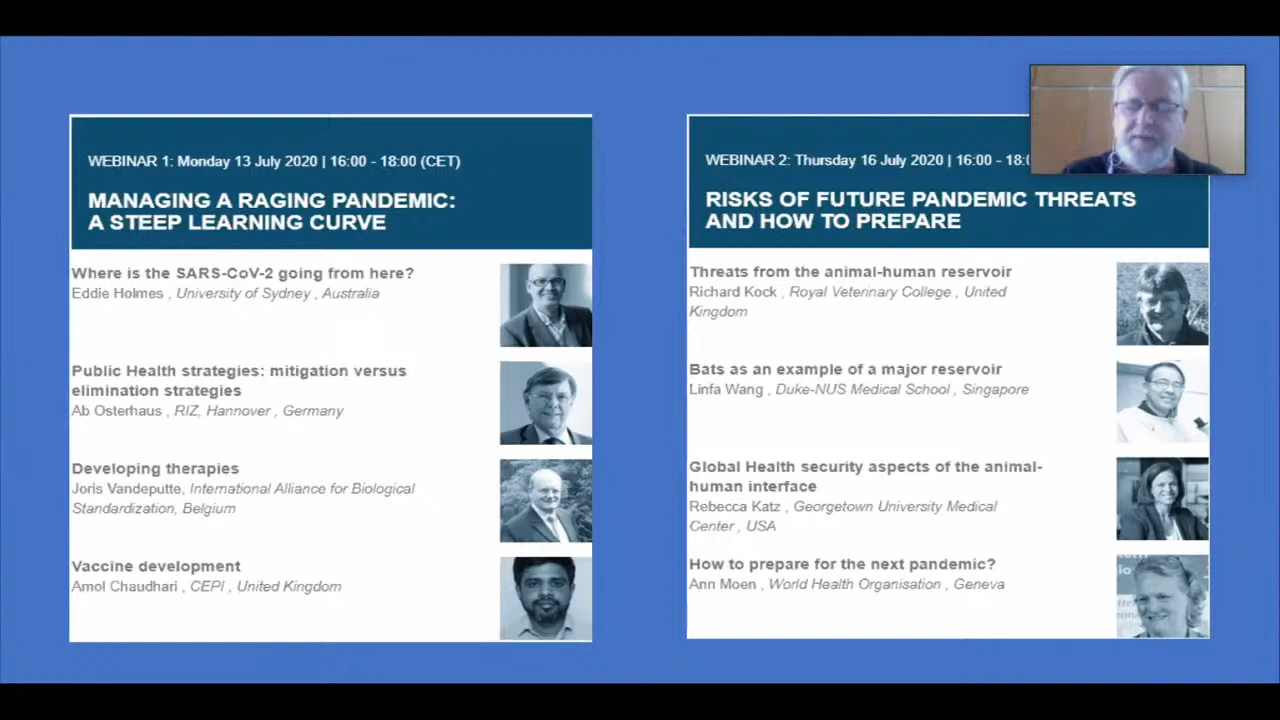 WEBINAR 1: Monday 13 July 2020 | 16:00 - 18:00 (CET)
MANAGING A RAGING PANDEMIC:
A STEEP LEARNING CURVE
Where is the SARS-CoV-2 going from here?
Eddie Holmes , University of Sydney , Australia
Public Health strategies: mitigation versus
elimination strategies
Ab Osterhaus , RIZ, Hannover , Germany
Developing therapies
Joris Vandeputte, International Alliance for Biological
Standardization, Belgium
Vaccine development
Amol Chaudhari , CEPI , United Kingdom
WEBINAR 2: Thursday 16 July 2020 | 16:00 -
RISKS OF FUTURE PANDEMIC THREATS
AND HOW TO PREPARE
Threats from the animal-human reservoir
Richard Kock , Royal Veterinary College , United
Kingdom
Bats as an example of a major reservoir
Linfa Wang , Duke-NUS Medical School , Singapore
Global Health security aspects of the animal-
human interface
Rebecca Katz , Georgetown University Medical
Center , USA
How to prepare for the next pandemic?
Ann Moen , World Health Organisation , Geneva